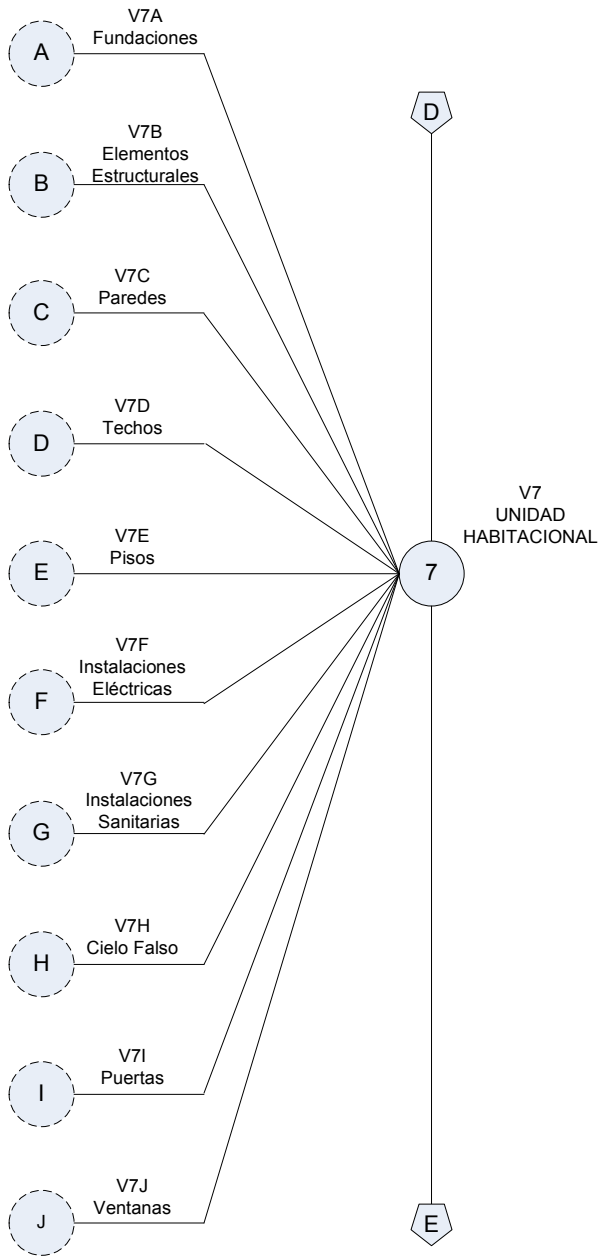 A
V7A
Fundaciones
D
B
V7B
Elementos
Estructurales
C
V7C
Paredes
D
V7D
Techos
E
V7E
Pisos
7
V7
UNIDAD
HABITACIONAL
F
V7F
Instalaciones
Eléctricas
G
V7G
Instalaciones
Sanitarias
H
V7H
Cielo Falso
I
V7I
Puertas
J
V7J
Ventanas
E